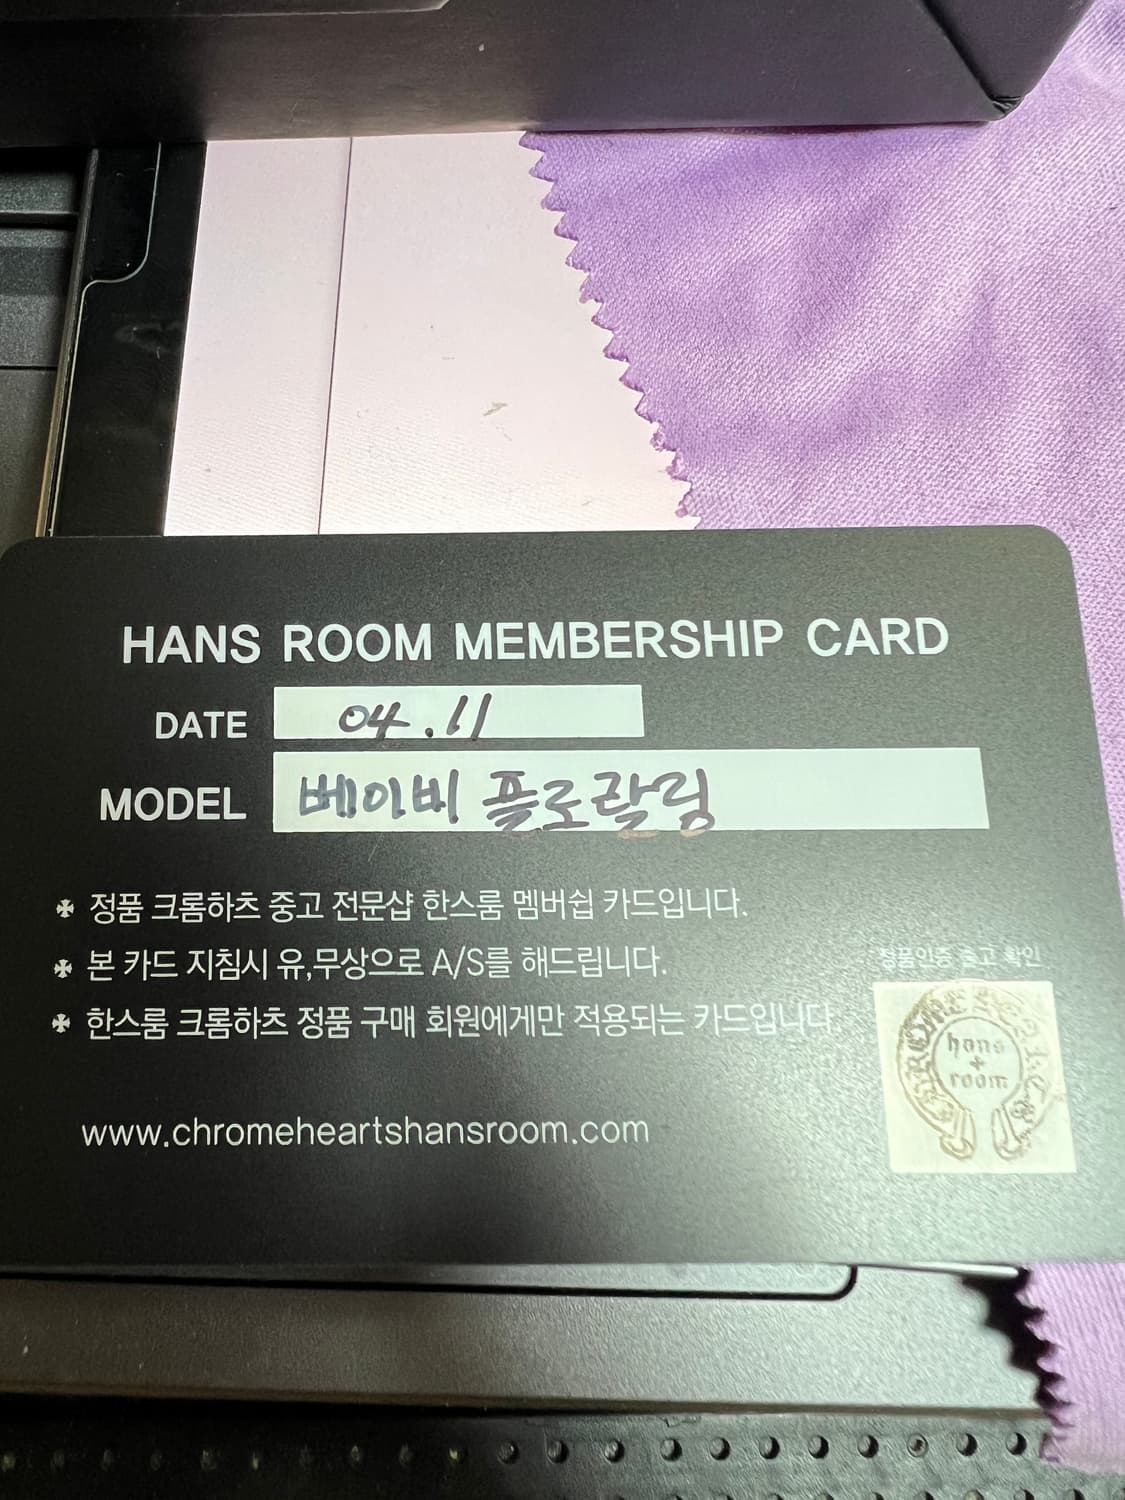 HANS ROOM MEMBERSHIP CARD
DATE 04.11
MODEL 베이비 플로랄링
정품 크롬하츠 중고 전문샵 한스룸 멤버쉽 카드입니다.
본 카드 지침시 유,무상으로 A/S를 해드립니다.
한스룸 크롬하츠 정품 구매 회원에게만 적용되는 카드입니다.
정품인증 중고 확인
hans
+
room
www.chromeheartshansroom.com